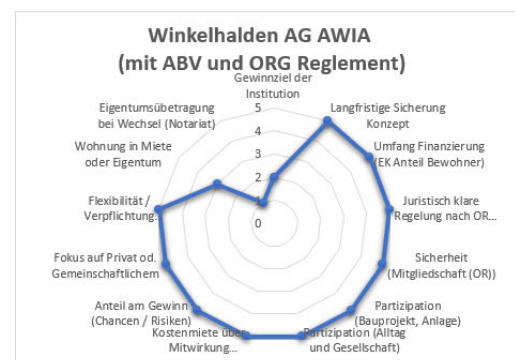 Winkelhalden AG AWIA
(mit ABV und ORG Reglement)
Gewinnziel der
Institution
Langfristige Sicherung
Konzept
Umfang Finanzierung
(EK Anteil Bewohner)
Juristisch klare
Regelung nach OR...
Sicherheit
(Mitgliedschaft (OR))
Partizipation
(Bauprojekt, Anlage)
Partizipation (Alltag
und Gesellschaft)
Kostenmiete über
Mitwirkung...
Anteil am Gewinn
(Chancen / Risiken)
Fokus auf Privat od.
Gemeinschaftlichem
Flexibilität /
Verpflichtung...
Wohnung in Miete
oder Eigentum
Eigentumsübetragung
bei Wechsel (Notariat)
5
4
3
2
1
0